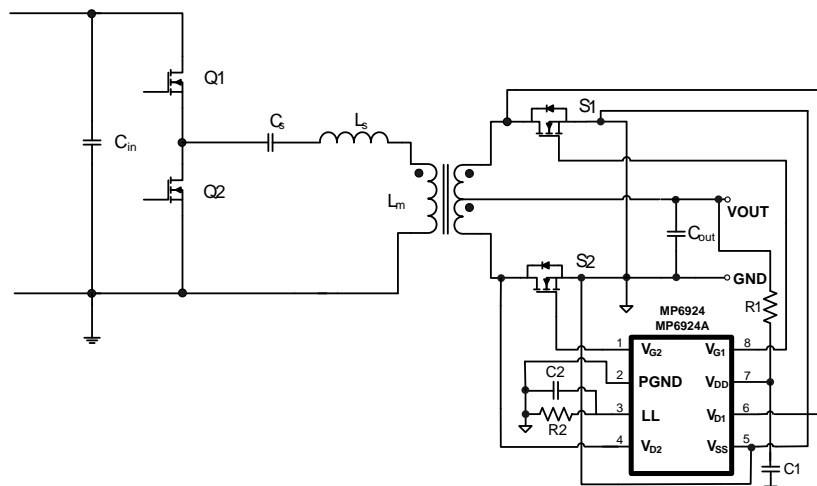 Q1
S1
Cs
Ls
Cin
Q2
Lm
VOUT
Cout
S2
GND
R1
MP6924
MP6924A
1
VG2
VG1
8
C2
2
PGND
VDD
7
3
LL
VD1
6
R2
4
VD2
VSS
5
C1